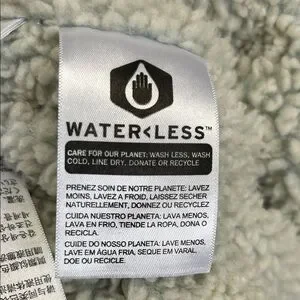 WATER<LESS™
CARE FOR OUR PLANET: WASH LESS, WASH
COLD, LINE DRY, DONATE OR RECYCLE
PRENEZ SOIN DE NOTRE PLANETE: LAVEZ
MOINS, LAVEZ A FROID, LAISSEZ SECHER
NATURELLEMENT, DONNEZ OU RECYCLEZ
CUIDA NUESTRO PLANETA: LAVA MENOS,
LAVA EN FRIO, TIENDE LA ROPA, DONA O
RECICLA.
CUIDE DO NOSSO PLANETA: LAVE MENOS,
LAVE EM ÁGUA FRIA, SEQUE EM VARAL,
DOE OU RECICLE.